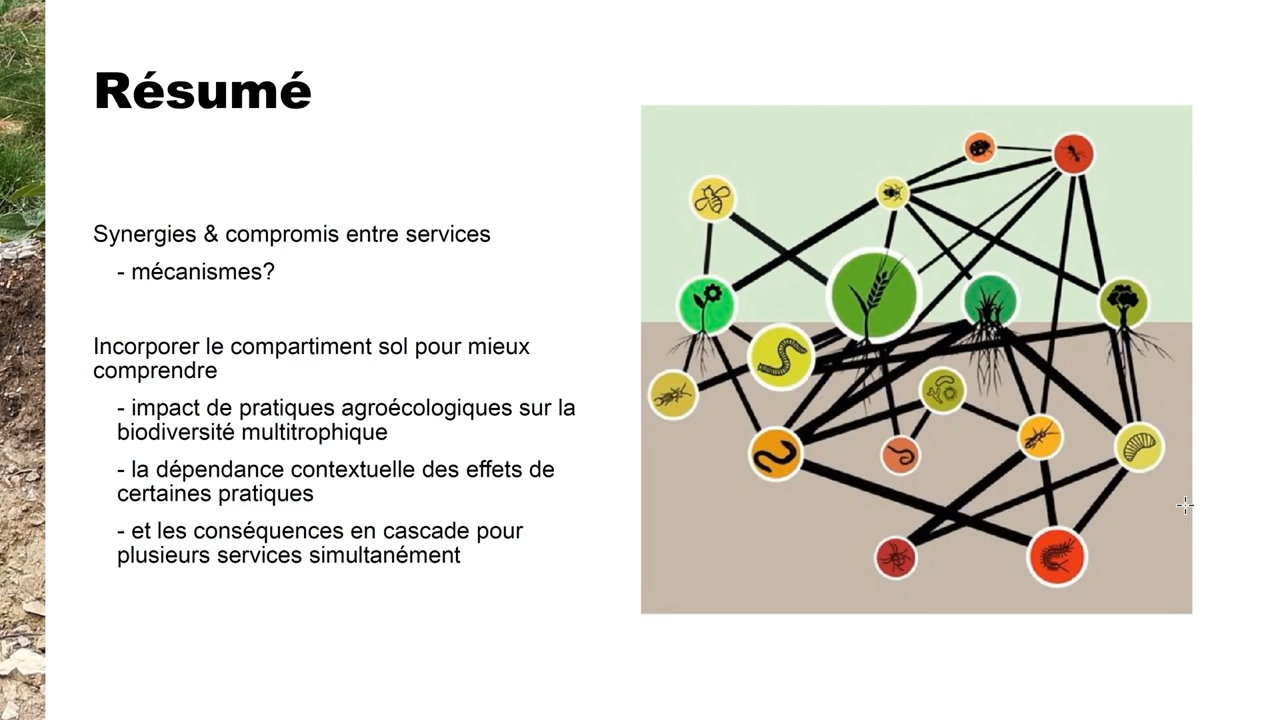 Résumé
Synergies & compromis entre services
- mécanismes?
Incorporer le compartiment sol pour mieux
comprendre
- impact de pratiques agroécologiques sur la
biodiversité multitrophique
- la dépendance contextuelle des effets de
certaines pratiques
- et les conséquences en cascade pour
plusieurs services simultanément